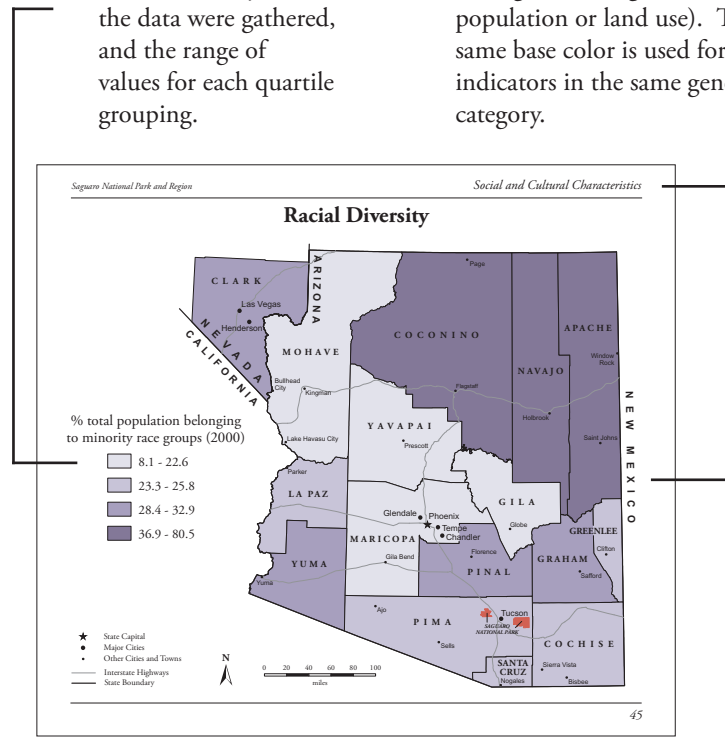 the data were gathered,
and the range of
values for each quartile
grouping.
population or land use).
same base color is used for
indicators in the same
category.
Saguaro National Park and Region
Social and Cultural Characteristics
Racial Diversity
CLARK
Las Vegas
Henderson
NEVADA
CALIFORNIA
ARIZONA
MOHAVE
Bullhead
City
Kingman
Lake Havasu City
Page
COCONINO
Flagstaff
NAVAJO
Holbrook
APACHE
Window
Rock
Saint Johns
NEW MEXICO
YAVAPAI
Prescott
% total population belonging
to minority race groups (2000)
8.1 - 22.6
23.3 - 25.8
28.4 - 32.9
36.9 - 80.5
Parker
LA PAZ
YUMA
Yuma
Glendale
Phoenix
Tempe
Chandler
MARICOPA
Gila Bend
GILA
Globe
Florence
PINAL
GREENLEE
Clifton
GRAHAM
Safford
Ajo
PIMA
Sells
Tucson
SAGUARO
NATIONAL PARK
SANTA
CRUZ
Nogales
COCHISE
Sierra Vista
Bisbee
State Capital
Major Cities
Other Cities and Towns
Interstate Highways
State Boundary
N
0 20 40 60 80 100
miles
45